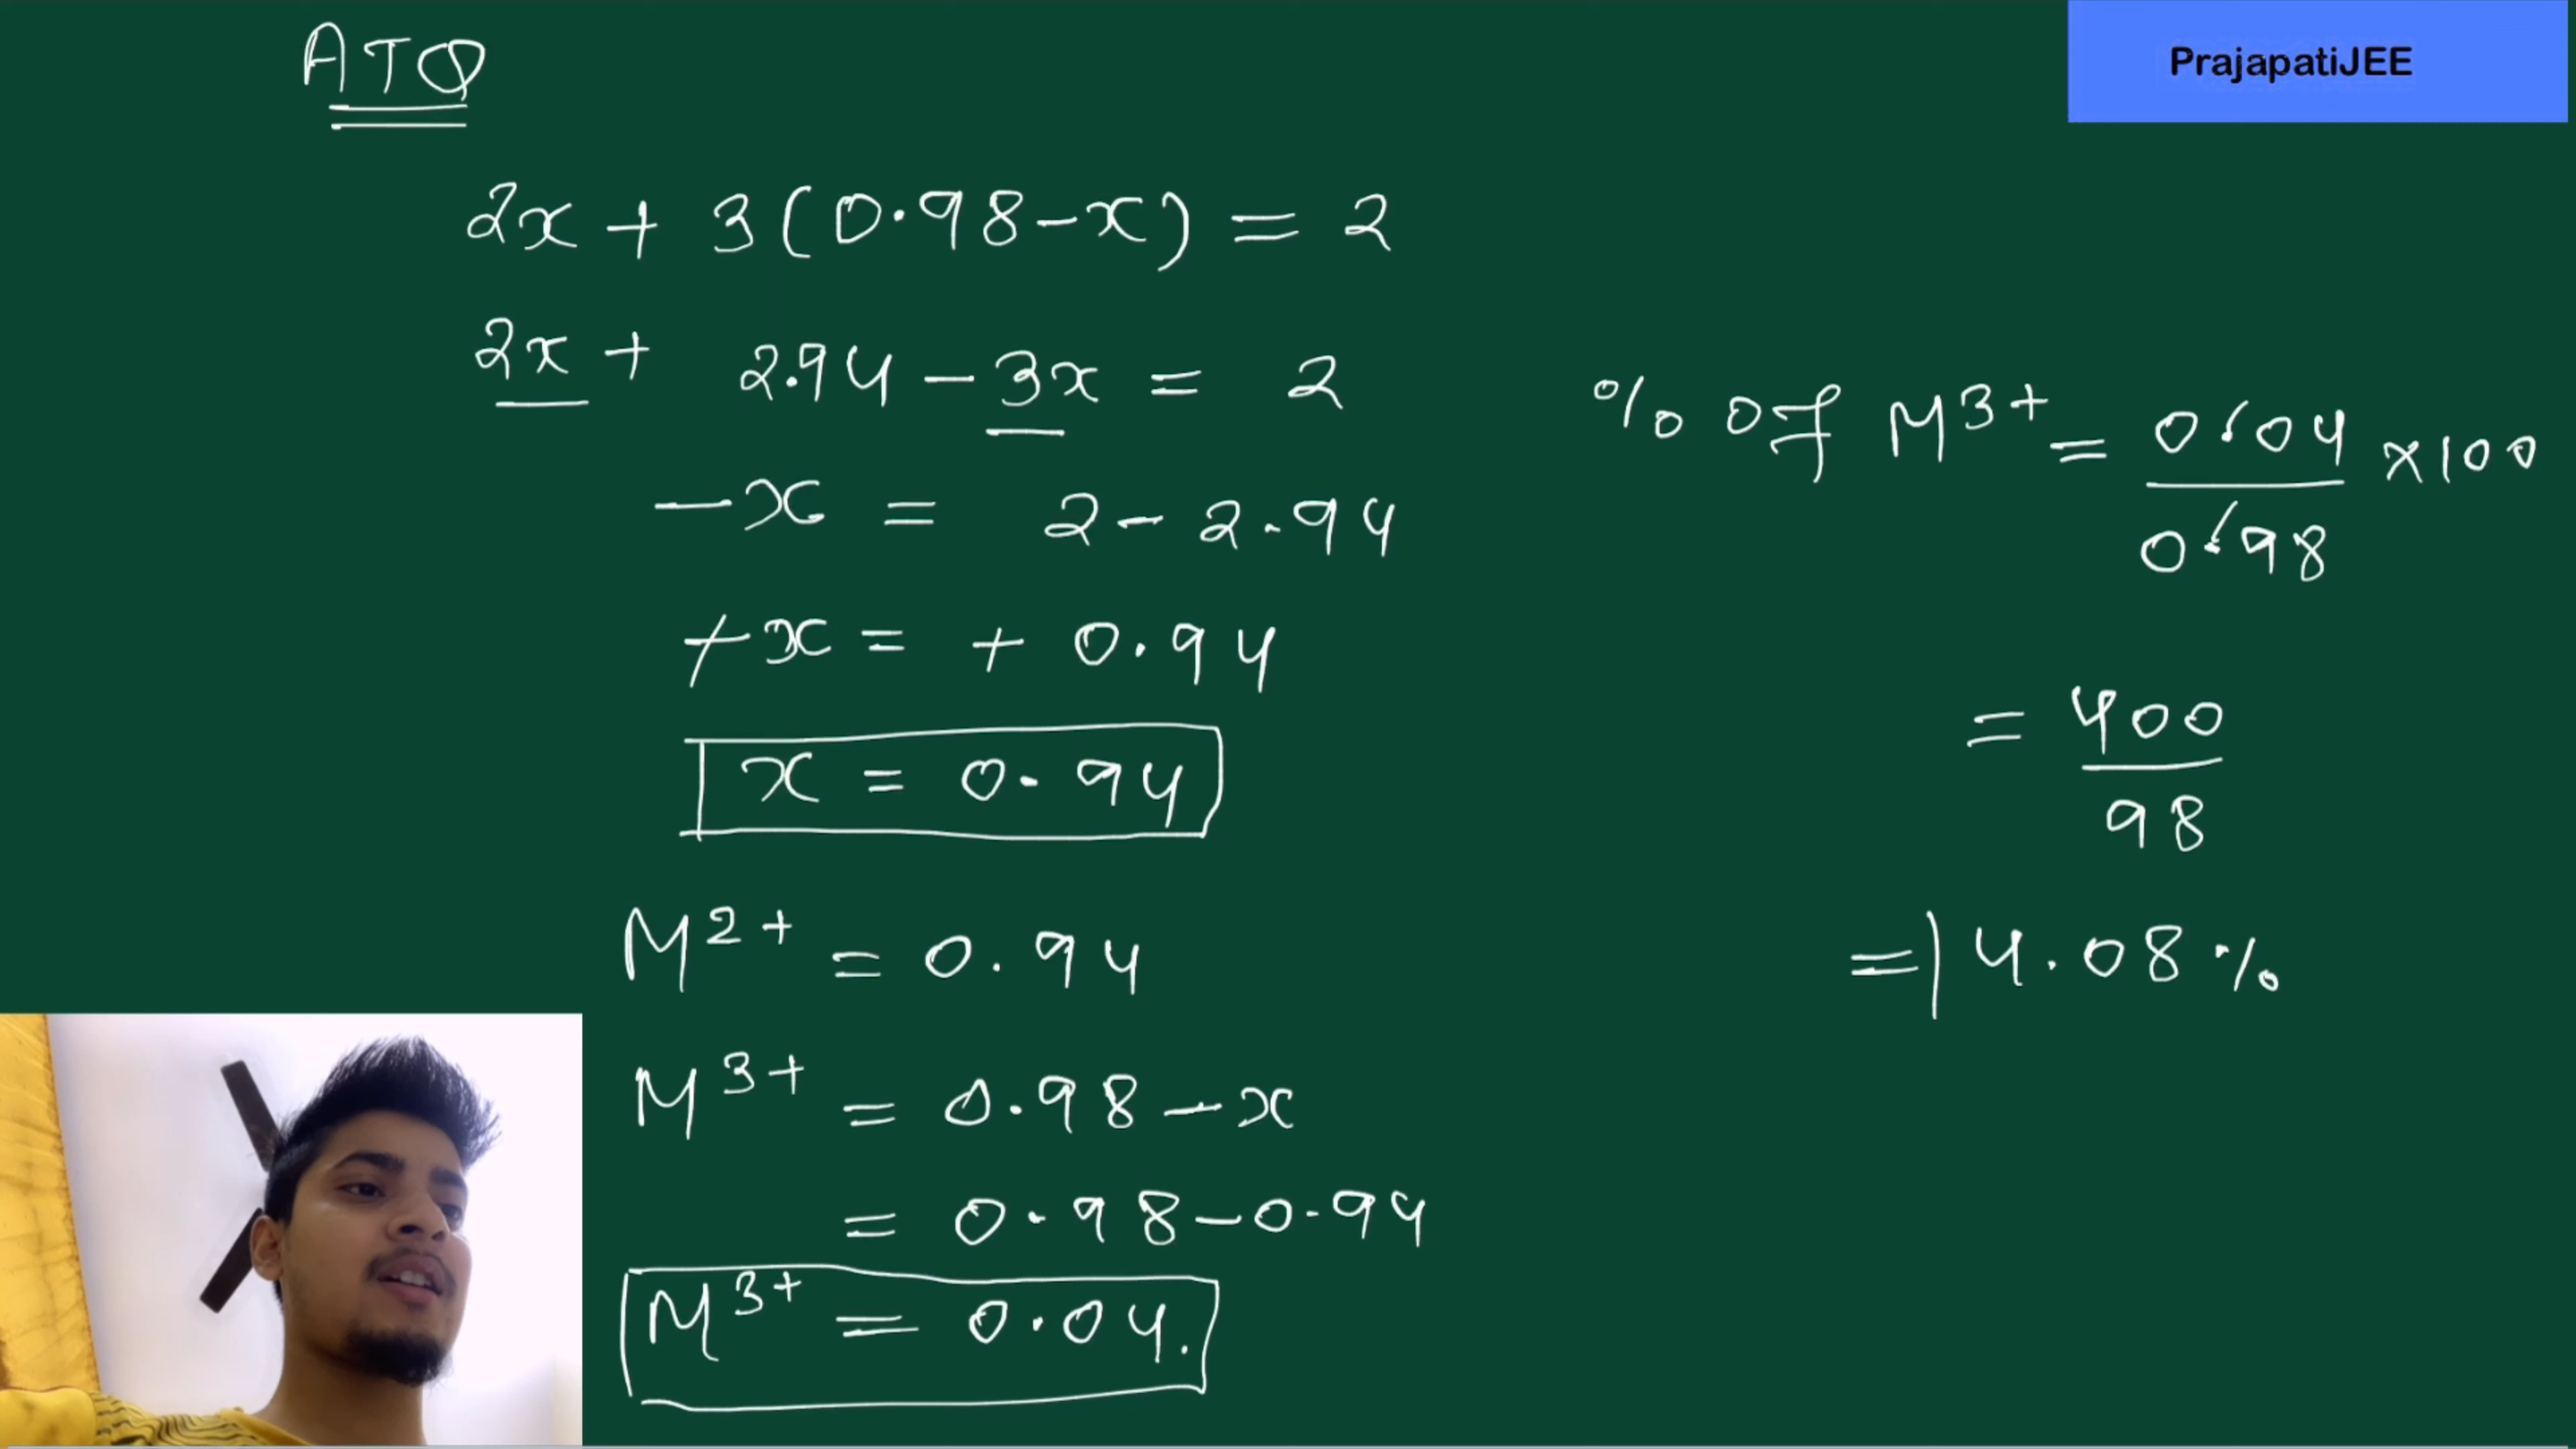 ATQ
PrajapatiJEE
2x + 3(0.98-x) = 2
2x + 2.94 - 3x = 2
-x = 2 - 2.94
+x = + 0.94
x = 0.94
M²⁺ = 0.94
M³⁺ = 0.98 - x
= 0.98 - 0.94
M³⁺ = 0.04.
% of M³⁺ = 0.04/0.98 × 100
= 400/98
= 4.08%